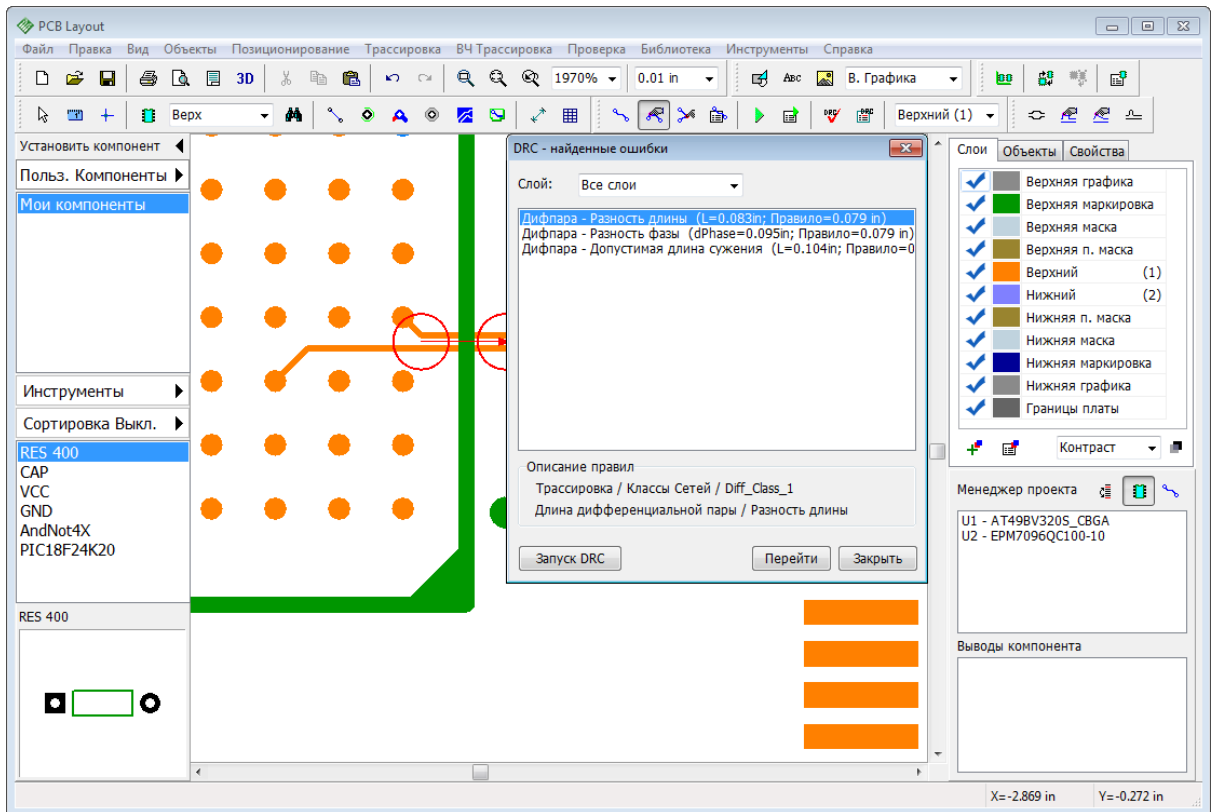 PCB Layout
Файл Правка Вид Объекты Позиционирование Трассировка ВЧ Трассировка Проверка Библиотека Инструменты Справка
3D 1970% 0.01 in ABC В. Графика
Верх DRC DRC Верхний (1)
Установить компонент
Польз. Компоненты
Мои компоненты
Инструменты
Сортировка Выкл.
RES 400
CAP
VCC
GND
AndNot4X
PIC18F24K20
RES 400
DRC - найденные ошибки
Слой: Все слои
Дифпара - Разность длины (L=0.083in; Правило=0.079 in)
Дифпара - Разность фазы (dPhase=0.095in; Правило=0.079 in)
Дифпара - Допустимая длина сужения (L=0.104in; Правило=0
Описание правил
Трассировка / Классы Сетей / Diff_Class_1
Длина дифференциальной пары / Разность длины
Запуск DRC Перейти Закрыть
Слои Объекты Свойства
Верхняя графика
Верхняя маркировка
Верхняя маска
Верхняя п. маска
Верхний (1)
Нижний (2)
Нижняя п. маска
Нижняя маска
Нижняя маркировка
Нижняя графика
Границы платы
Контраст
Менеджер проекта
U1 - AT49BV320S_CBGA
U2 - EPM7096QC100-10
Выводы компонента
X=-2.869 in Y=-0.272 in